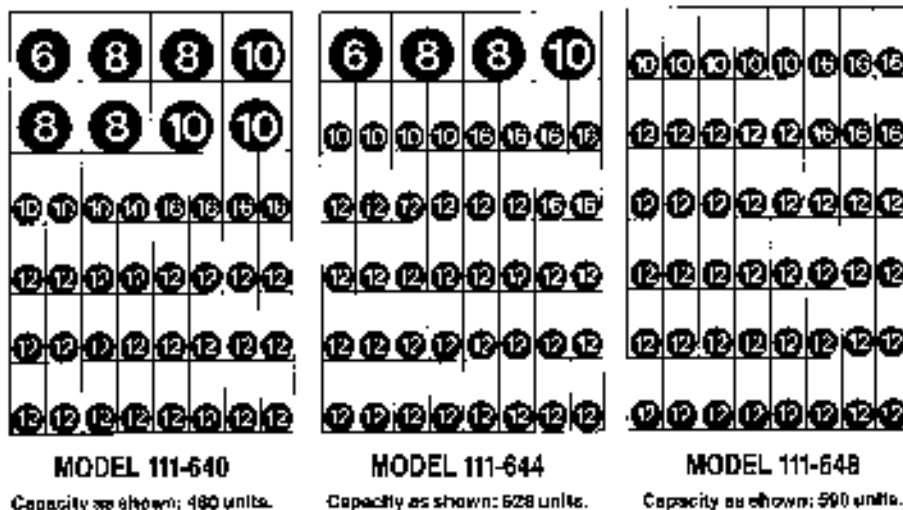 6 8 8 10
8 8 10 10
10 10 10 10 16 16 16 16
12 12 12 12 12 12 12 12
12 12 12 12 12 12 12 12
12 12 12 12 12 12 12 12
MODEL 111-640
Capacity as shown: 460 units.
6 8 8 10
10 10 10 10 16 16 16 16
12 12 12 12 12 12 16 16
12 12 12 12 12 12 12 12
12 12 12 12 12 12 12 12
12 12 12 12 12 12 12 12
MODEL 111-644
Capacity as shown: 528 units.
10 10 10 10 10 16 16 16
12 12 12 12 12 16 16 16
12 12 12 12 12 12 12 12
12 12 12 12 12 12 12 12
12 12 12 12 12 12 12 12
12 12 12 12 12 12 12 12
MODEL 111-648
Capacity as shown: 590 units.